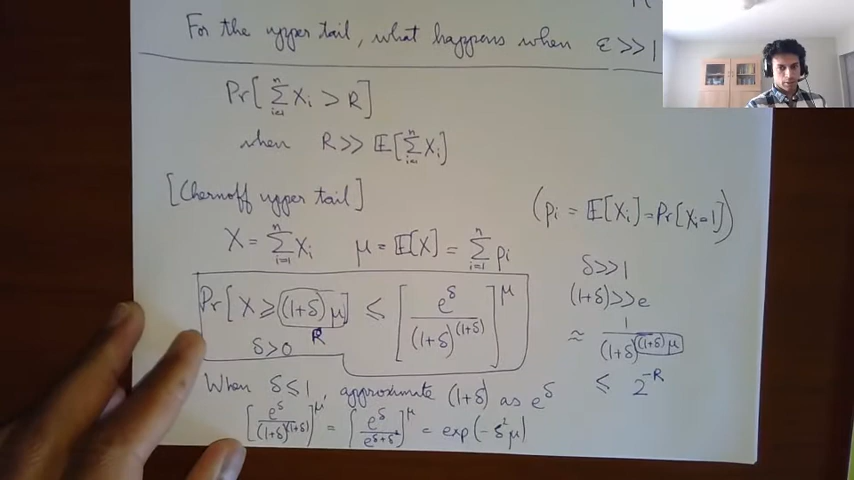 For the upper tail, what happens when ε >> 1
Pr[ Σ_{i=1}^{n} X_i > R ]
when R >> E[ Σ_{i=1}^{n} X_i ]
[Chernoff upper tail]
(p_i = E[X_i] = Pr[X_i=1])
X = Σ_{i=1}^{n} X_i   μ = E[X] = Σ_{i=1}^{n} p_i
Pr[ X ≥ (1+δ) μ ] ≤ [ e^δ / (1+δ)^(1+δ) ]^μ
δ>0   R
δ>>1
(1+δ)>>e
≈ 1 / (1+δ)^{(1+δ)μ}
≤ 2^{-R}
When δ ≤ 1, approximate (1+δ) as e^δ
[ e^δ / (1+δ)^(1+δ) ]^μ = [ e^δ / e^{δ+δ²} ]^μ = exp(-δ²μ)